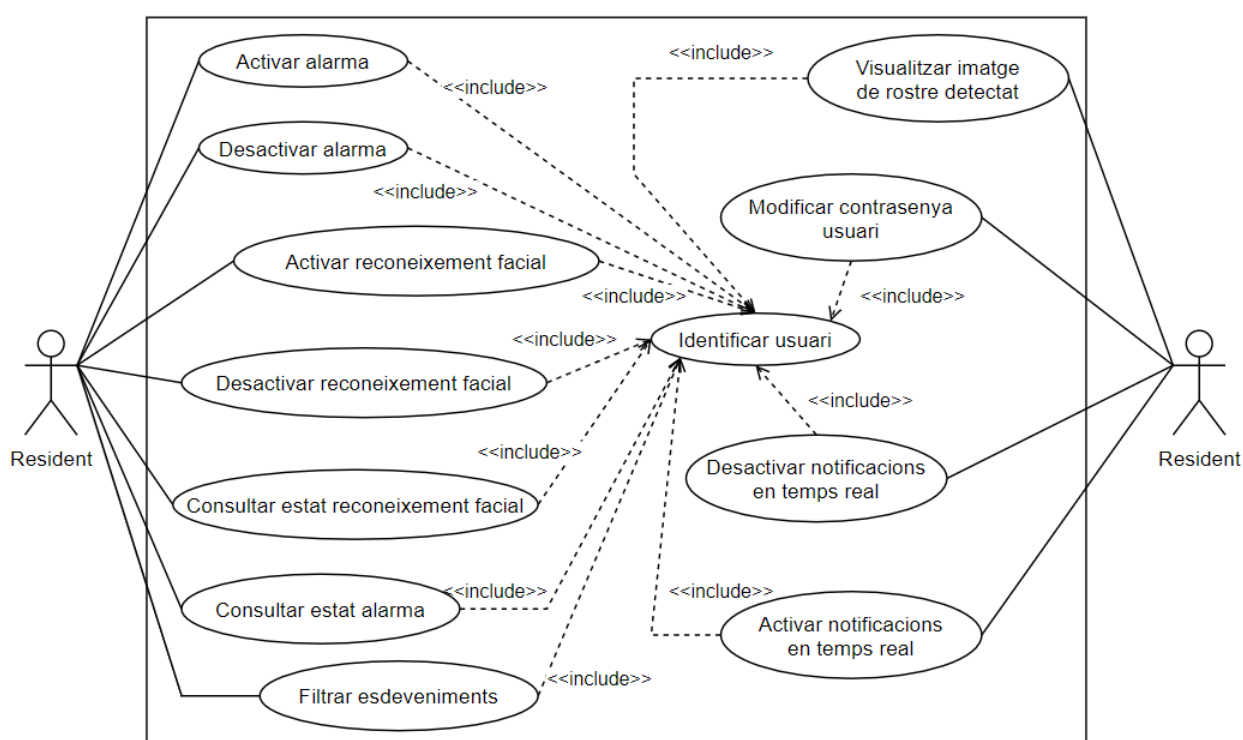 Activar alarma
<<include>>
<<include>>
Visualitzar imatge
de rostre detectat
Desactivar alarma
<<include>>
Modificar contrasenya
usuari
Activar reconeixement facial
<<include>>
<<include>>
Identificar usuari
<<include>>
Desactivar reconeixement facial
<<include>>
Resident
Resident
<<include>>
Desactivar notificacions
en temps real
Consultar estat reconeixement facial
<<include>>
<<include>>
Consultar estat alarma
Activar notificacions
en temps real
<<include>>
Filtrar esdeveniments